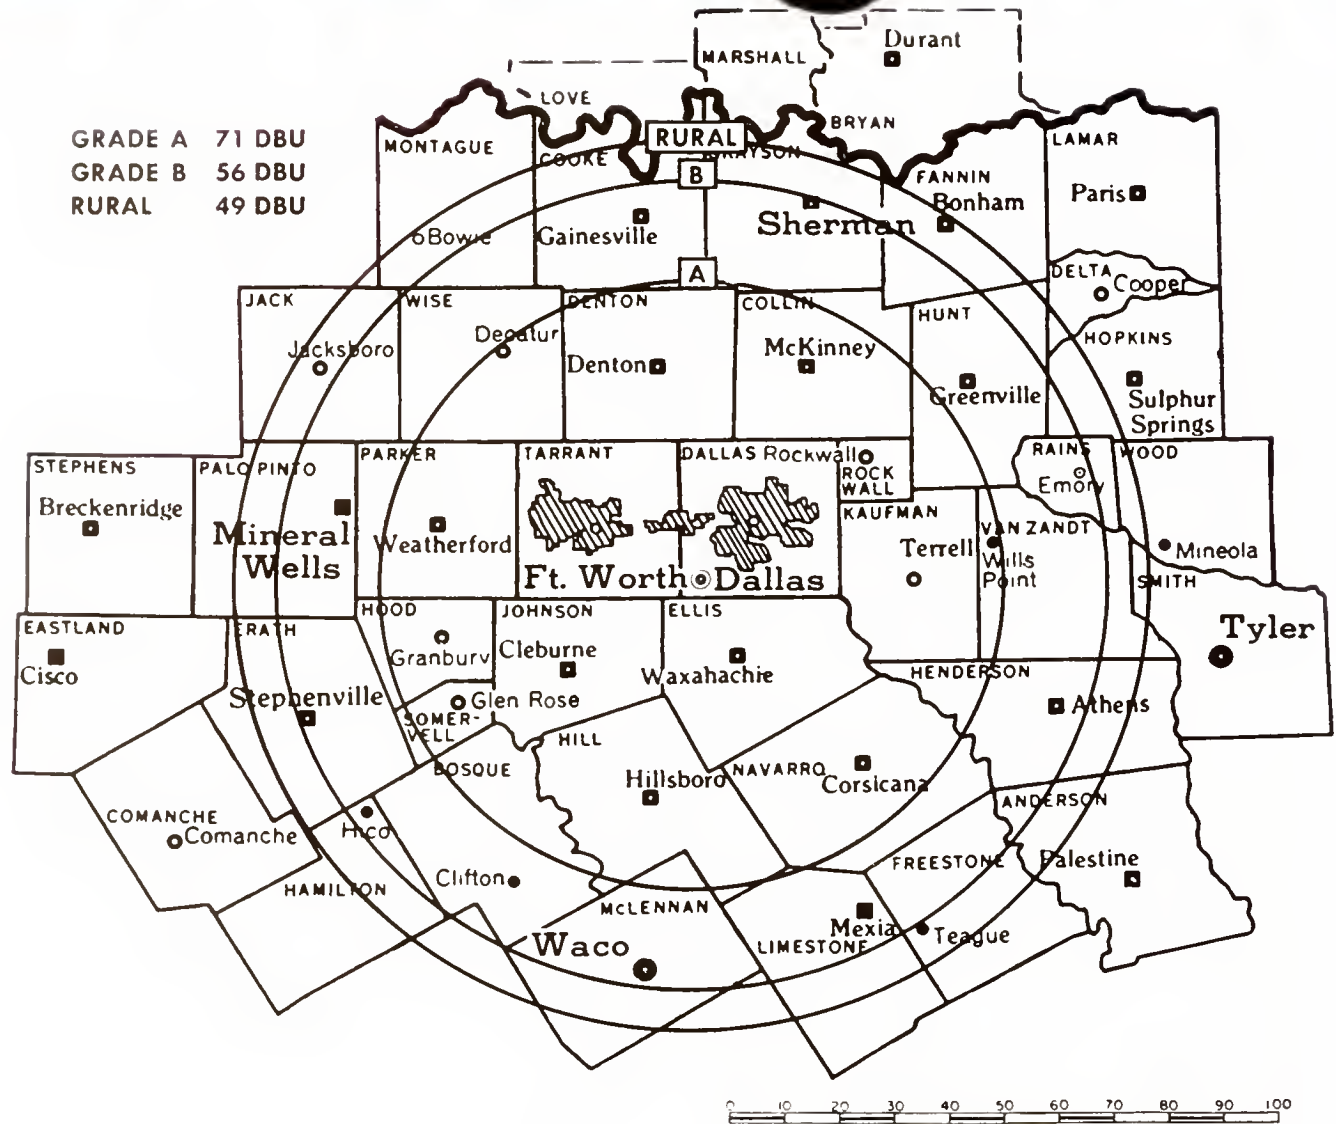 Durant
MARSHALL
LOVE
BRYAN
GRADE A 71 DBU
GRADE B 56 DBU
RURAL 49 DBU
RURAL
MONTAGUE
COOKE
GRAYSON
LAMAR
B
FANNIN
Paris
Bonham
Sherman
Bowie
Gainesville
A
DELTA
Cooper
JACK
WISE
DENTON
COLLIN
HUNT
HOPKINS
Decatur
Jacksboro
McKinney
Denton
Greenville
Sulphur
Springs
STEPHENS
PALO PINTO
PARKER
TARRANT
DALLAS
Rockwall
ROCK
WALL
RAINS
WOOD
Emory
Breckenridge
KAUFMAN
VAN ZANDT
Mineral
Wells
Weatherford
Terrell
Wills
Point
Mineola
Ft. Worth
Dallas
SMITH
HOOD
JOHNSON
ELLIS
EASTLAND
ERATH
Tyler
Granbury
Cleburne
Waxahachie
HENDERSON
Cisco
Stephenville
Glen Rose
Athens
SOMER-
VELL
HILL
BOSQUE
Hillsboro
NAVARRO
Corsicana
ANDERSON
COMANCHE
Comanche
Hico
FREESTONE
Palestine
HAMILTON
Clifton
McLENNAN
Mexia
Teague
Waco
LIMESTONE
0 10 20 30 40 50 60 70 80 90 100